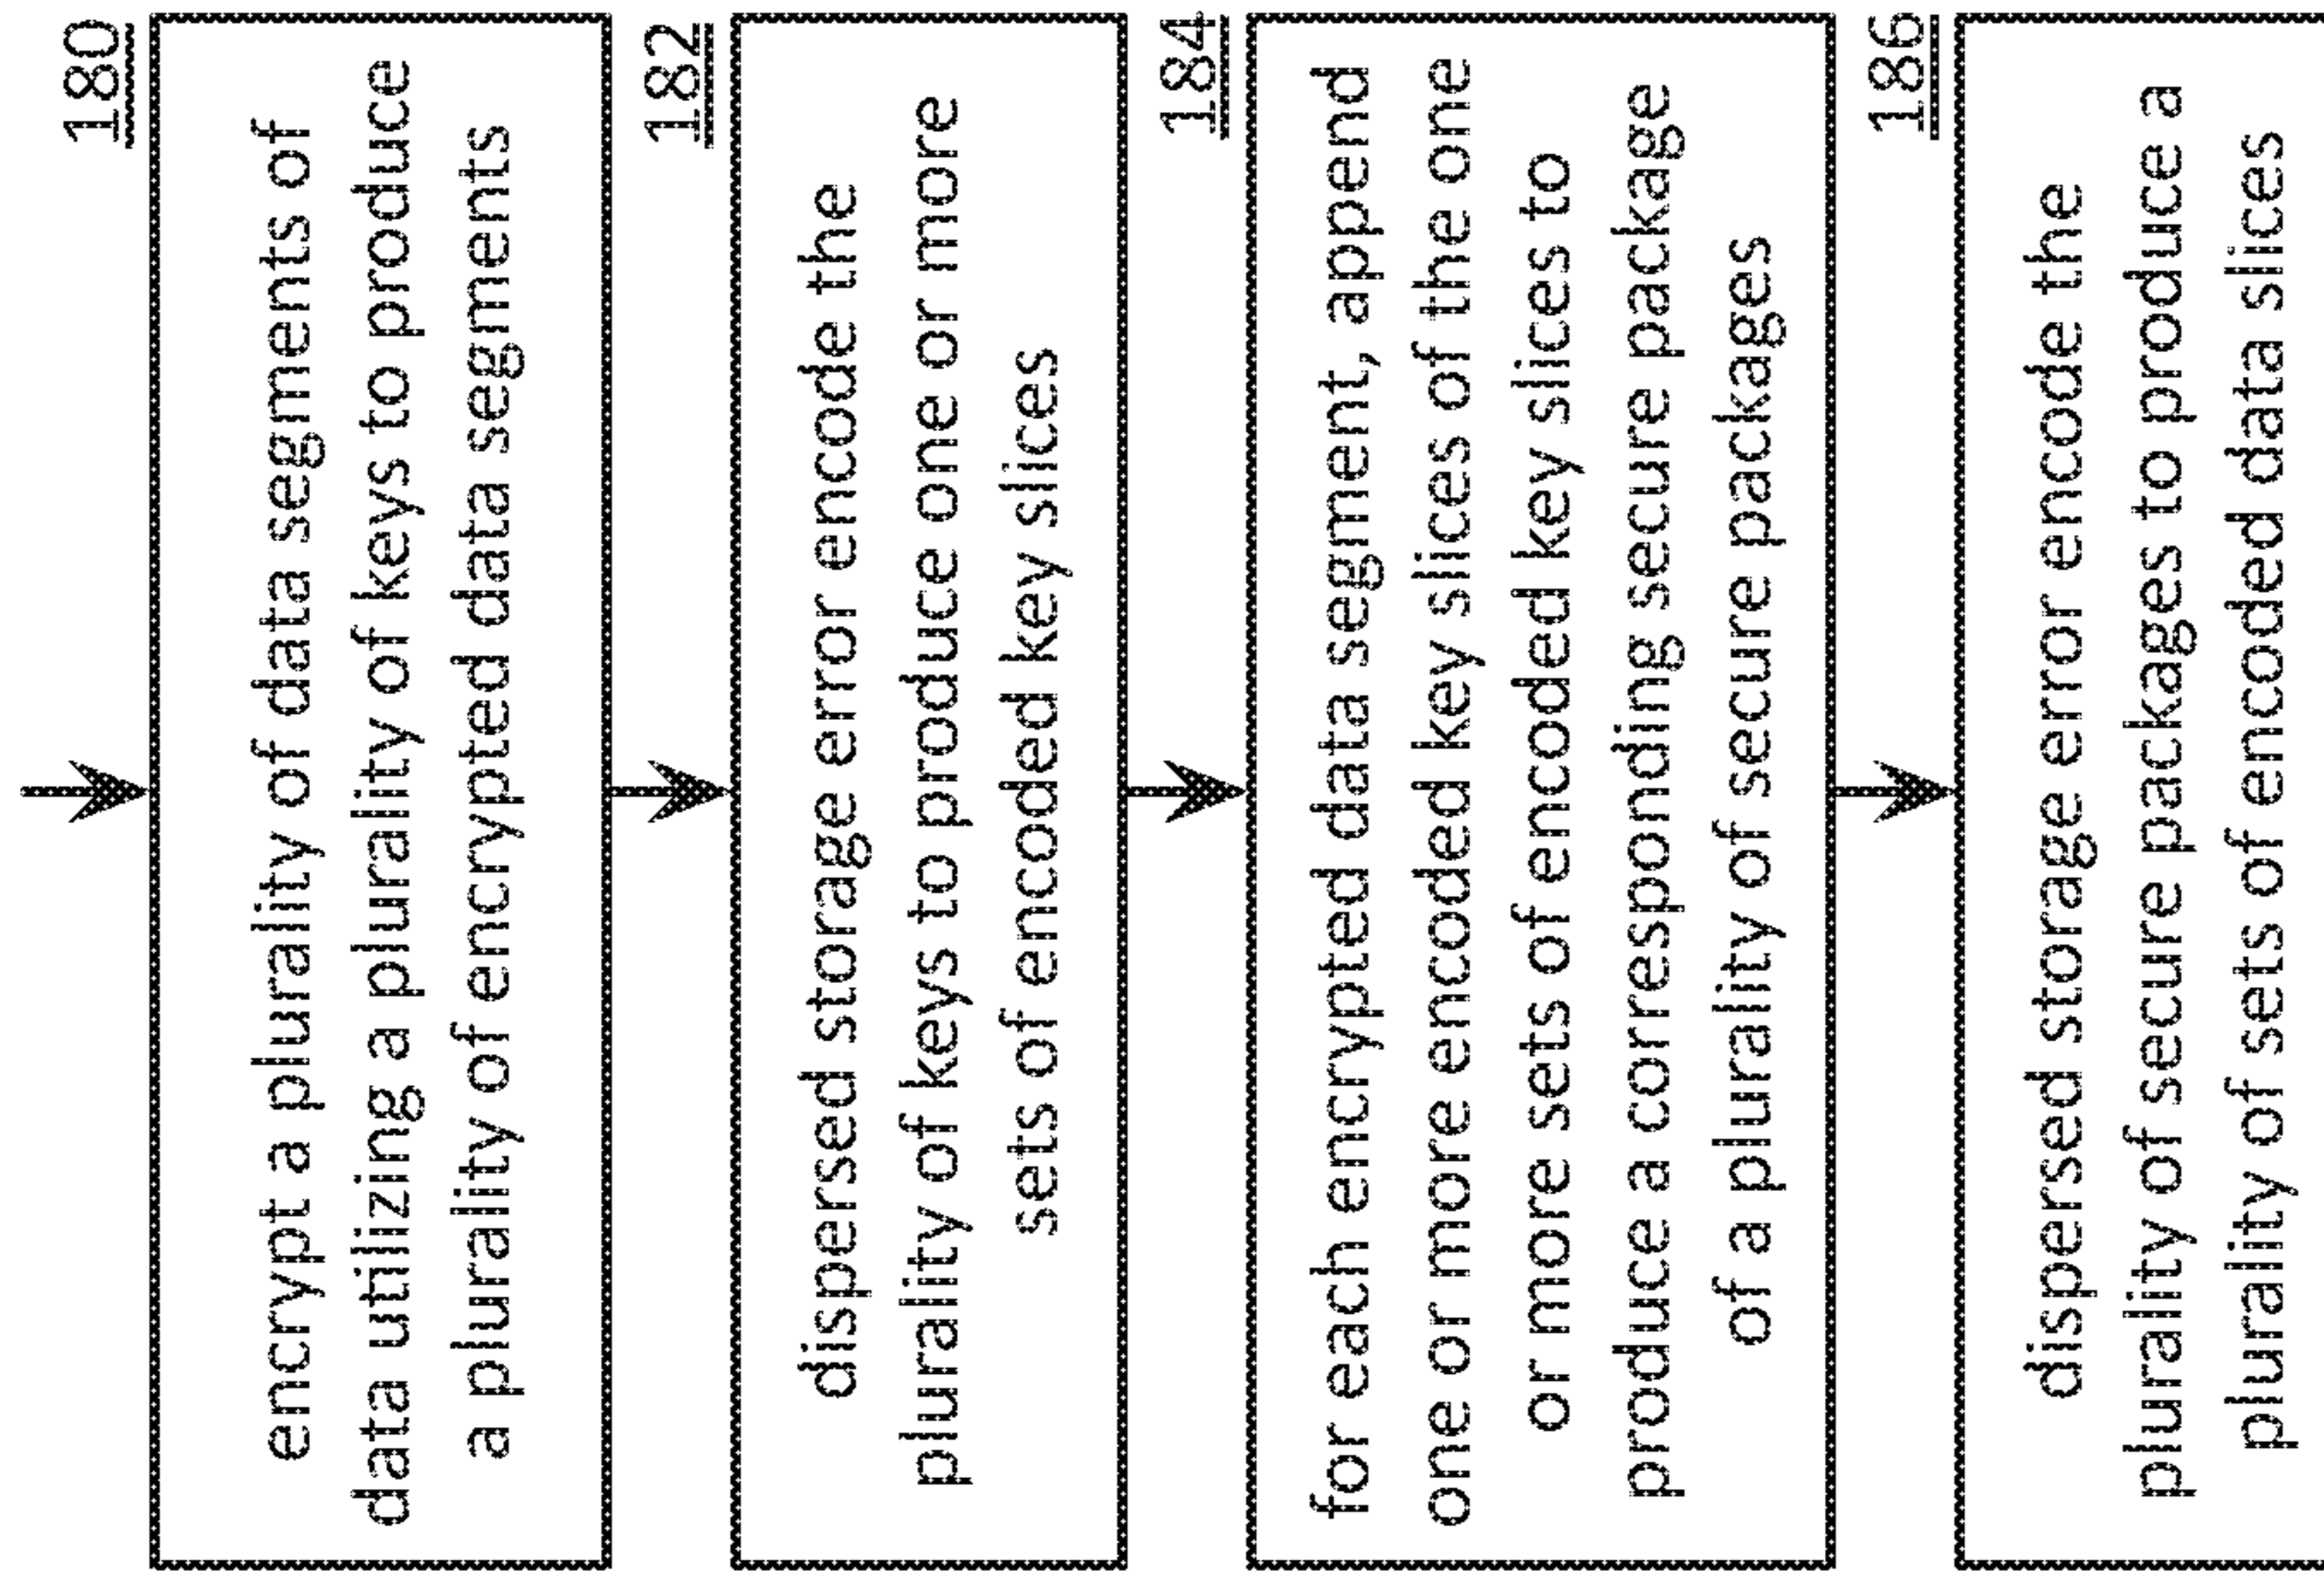 180
encrypt a plurality of data segments of
data utilizing a plurality of keys to produce
a plurality of encrypted data segments
182
dispersed storage error encode the
plurality of keys to produce one or more
sets of encoded key slices
184
for each encrypted data segment, append
one or more encoded key slices of the one
or more sets of encoded key slices to
produce a corresponding secure package
of a plurality of secure packages
186
dispersed storage error encode the
plurality of secure packages to produce a
plurality of sets of encoded data slices